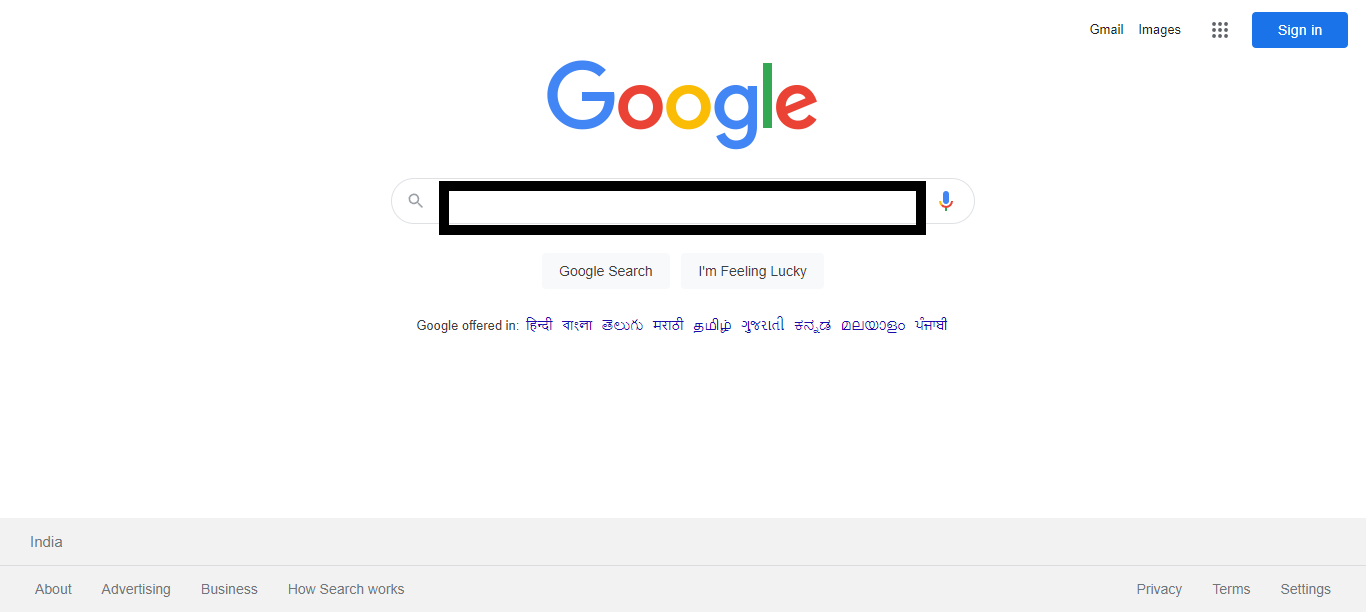 Gmail Images Sign in
Google
Google Search I'm Feeling Lucky
Google offered in: हिन्दी বাংলা తెలుగు मराठी தமிழ் ગુજરાતી ಕನ್ನಡ മലയാളം ਪੰਜਾਬੀ
India
About Advertising Business How Search works Privacy Terms Settings